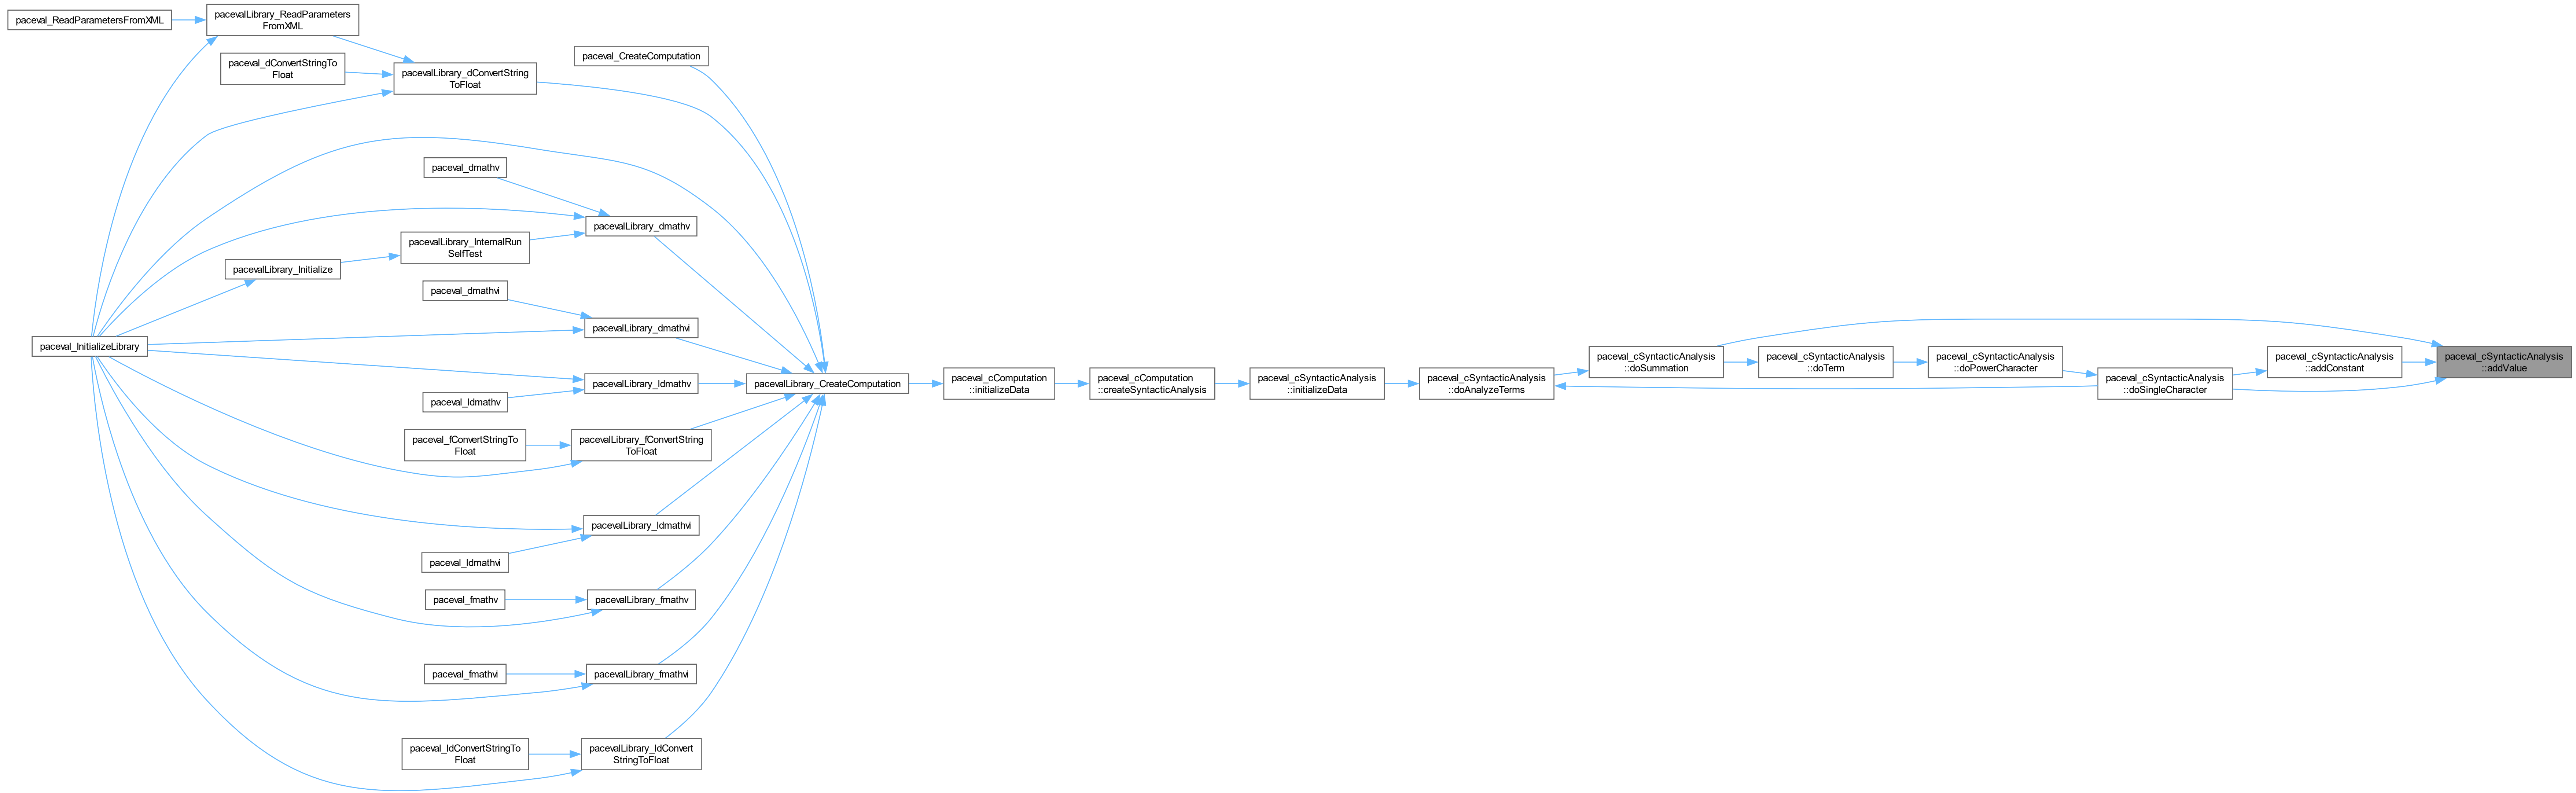 paceval_ReadParametersFromXML
pacevalLibrary_ReadParameters
FromXML
paceval_dConvertStringTo
Float
pacevalLibrary_dConvertString
ToFloat
paceval_CreateComputation
paceval_dmathv
pacevalLibrary_dmathv
pacevalLibrary_InternalRun
SelfTest
pacevalLibrary_Initialize
paceval_dmathvi
pacevalLibrary_dmathvi
paceval_InitializeLibrary
pacevalLibrary_ldmathv
paceval_ldmathv
pacevalLibrary_CreateComputation
paceval_cComputation
::initializeData
paceval_cComputation
::createSyntacticAnalysis
paceval_cSyntacticAnalysis
::initializeData
paceval_cSyntacticAnalysis
::doAnalyzeTerms
paceval_cSyntacticAnalysis
::doSummation
paceval_cSyntacticAnalysis
::doTerm
paceval_cSyntacticAnalysis
::doPowerCharacter
paceval_cSyntacticAnalysis
::doSingleCharacter
paceval_cSyntacticAnalysis
::addConstant
paceval_cSyntacticAnalysis
::addValue
paceval_fConvertStringTo
Float
pacevalLibrary_fConvertString
ToFloat
pacevalLibrary_ldmathvi
paceval_ldmathvi
paceval_fmathv
pacevalLibrary_fmathv
paceval_fmathvi
pacevalLibrary_fmathvi
paceval_ldConvertStringTo
Float
pacevalLibrary_ldConvert
StringToFloat